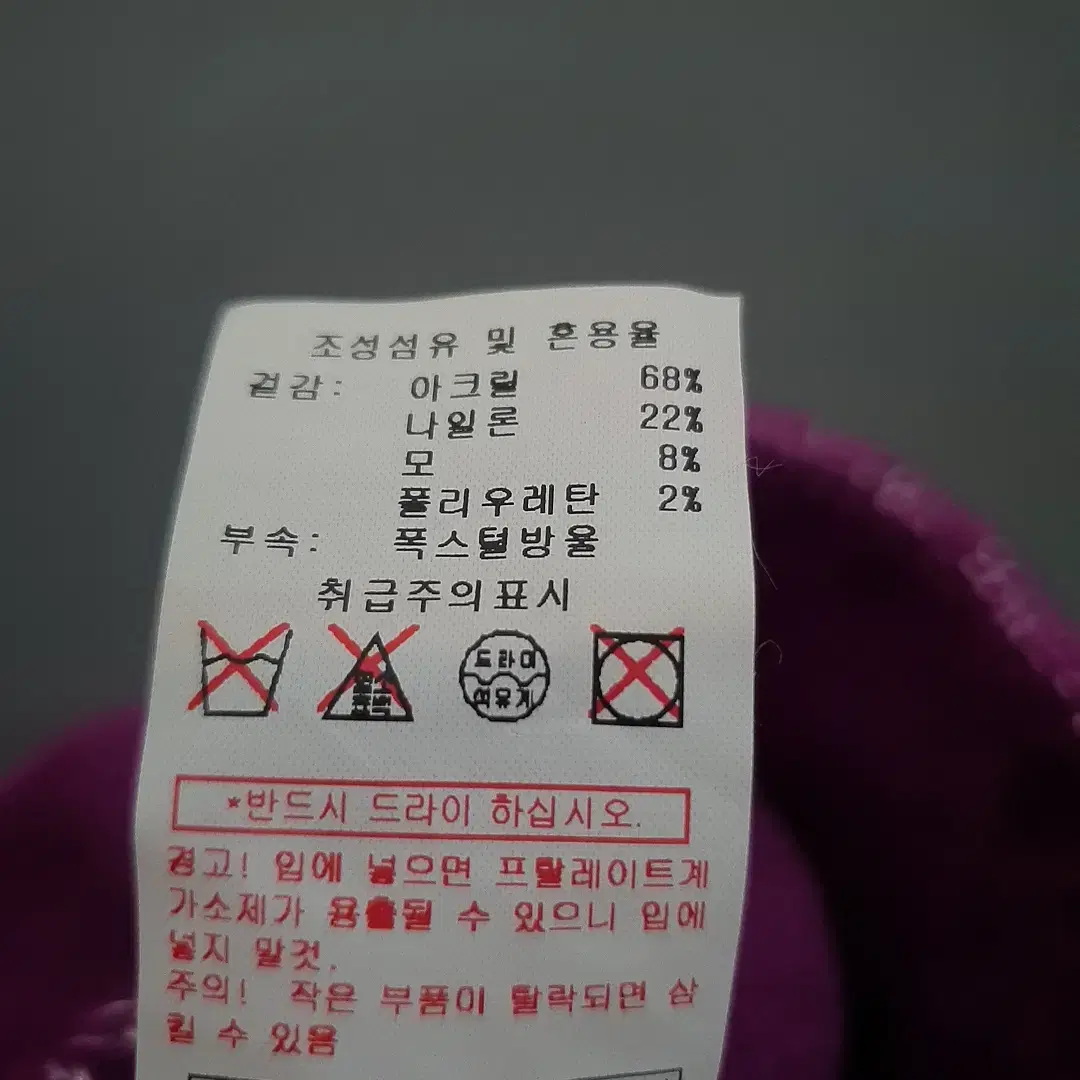 조성섬유 및 혼용율
겉감: 아크릴 68%
나일론 22%
모 8%
폴리우레탄 2%
부속: 폭스털방울
취급주의표시
드라이
석유계
*반드시 드라이 하십시오.
경고! 입에 넣으면 프탈레이트계
가소제가 용출될 수 있으니 입에
넣지 말것.
주의! 작은 부품이 탈락되면 삼
킬 수 있음